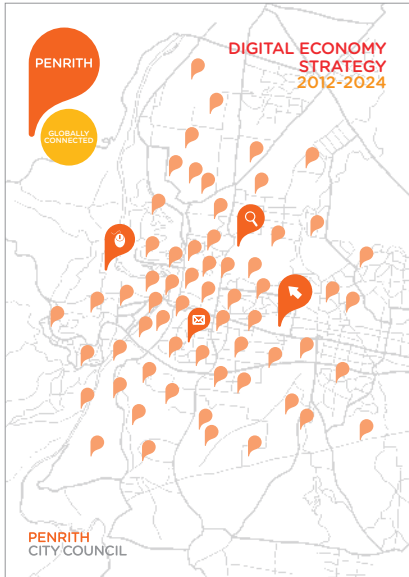 PENRITH
GLOBALLY
CONNECTED
DIGITAL ECONOMY
STRATEGY
2012-2024
PENRITH
CITY COUNCIL